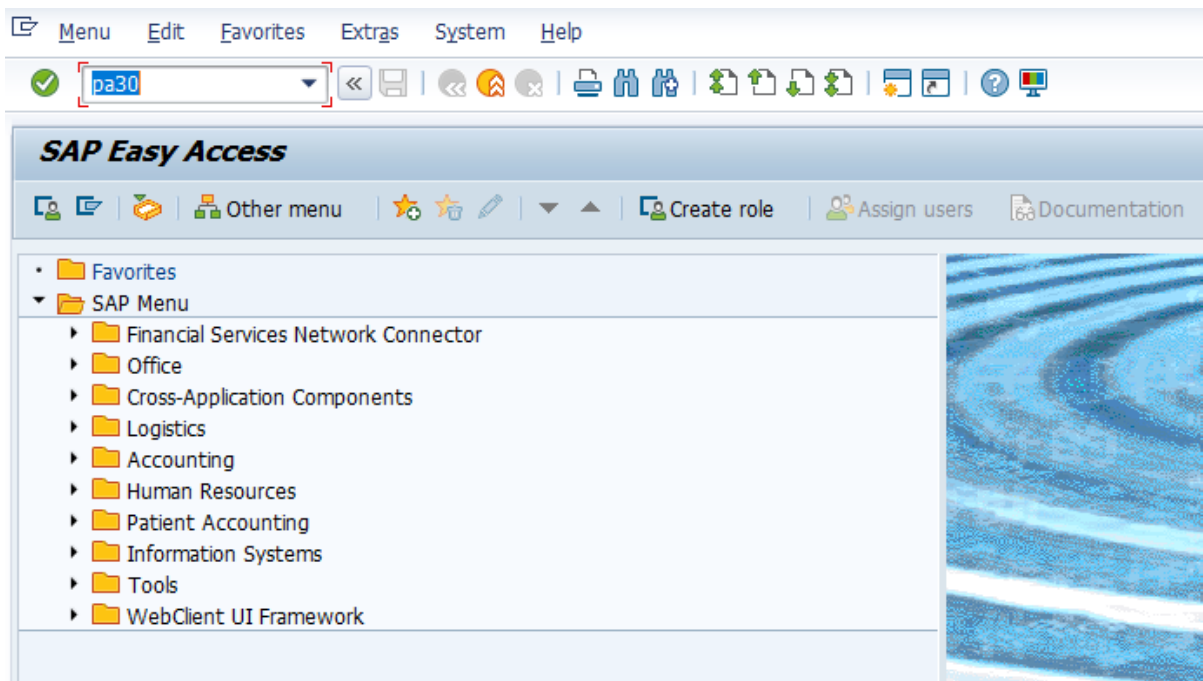 Menu Edit Favorites Extras System Help
pa30
SAP Easy Access
Other menu Create role Assign users Documentation
Favorites
SAP Menu
Financial Services Network Connector
Office
Cross-Application Components
Logistics
Accounting
Human Resources
Patient Accounting
Information Systems
Tools
WebClient UI Framework